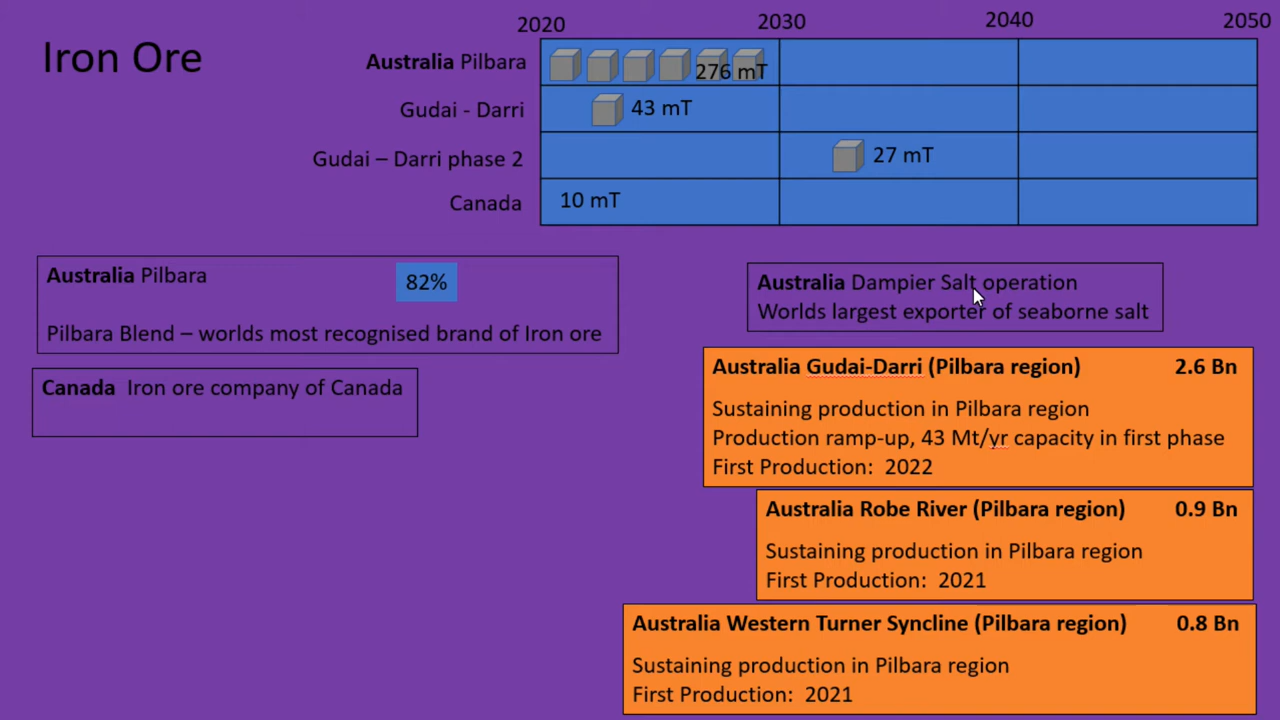 Iron Ore
2020 2030 2040 2050
Australia Pilbara 276 mT
Gudai - Darri 43 mT
Gudai – Darri phase 2 27 mT
Canada 10 mT
Australia Pilbara 82%
Pilbara Blend – worlds most recognised brand of Iron ore
Canada Iron ore company of Canada
Australia Dampier Salt operation
Worlds largest exporter of seaborne salt
Australia Gudai-Darri (Pilbara region) 2.6 Bn
Sustaining production in Pilbara region
Production ramp-up, 43 Mt/yr capacity in first phase
First Production: 2022
Australia Robe River (Pilbara region) 0.9 Bn
Sustaining production in Pilbara region
First Production: 2021
Australia Western Turner Syncline (Pilbara region) 0.8 Bn
Sustaining production in Pilbara region
First Production: 2021